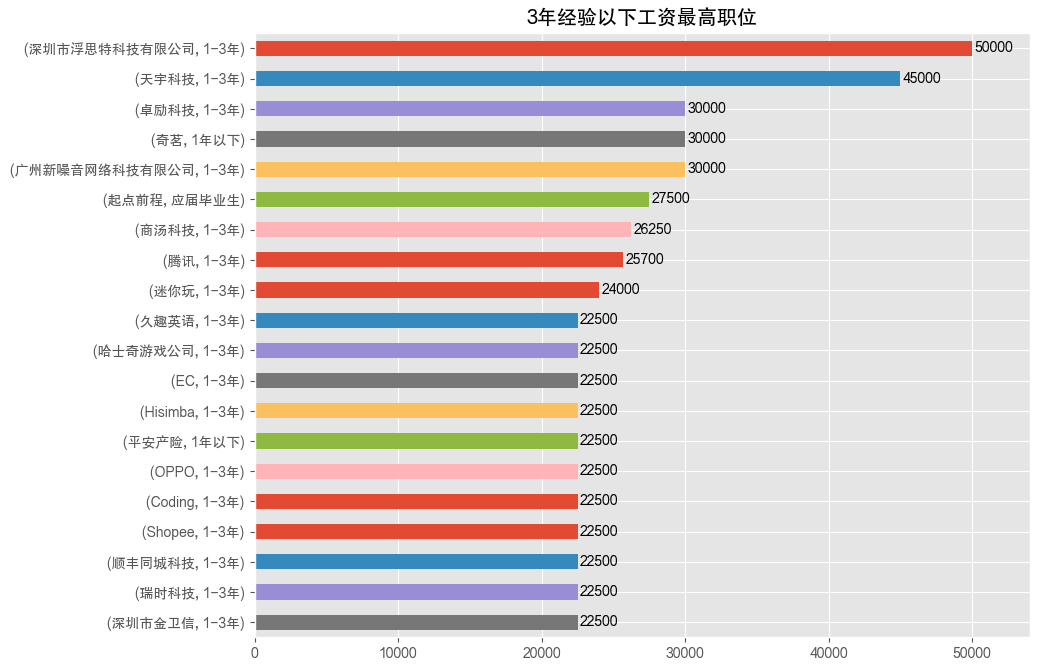 3年经验以下工资最高职位
(深圳市浮思特科技有限公司, 1-3年) 50000
(天宇科技, 1-3年) 45000
(卓励科技, 1-3年) 30000
(奇茗, 1年以下) 30000
(广州新噪音网络科技有限公司, 1-3年) 30000
(起点前程, 应届毕业生) 27500
(商汤科技, 1-3年) 26250
(腾讯, 1-3年) 25700
(迷你玩, 1-3年) 24000
(久趣英语, 1-3年) 22500
(哈士奇游戏公司, 1-3年) 22500
(EC, 1-3年) 22500
(Hisimba, 1-3年) 22500
(平安产险, 1年以下) 22500
(OPPO, 1-3年) 22500
(Coding, 1-3年) 22500
(Shopee, 1-3年) 22500
(顺丰同城科技, 1-3年) 22500
(瑞时科技, 1-3年) 22500
(深圳市金卫信, 1-3年) 22500
0 10000 20000 30000 40000 50000